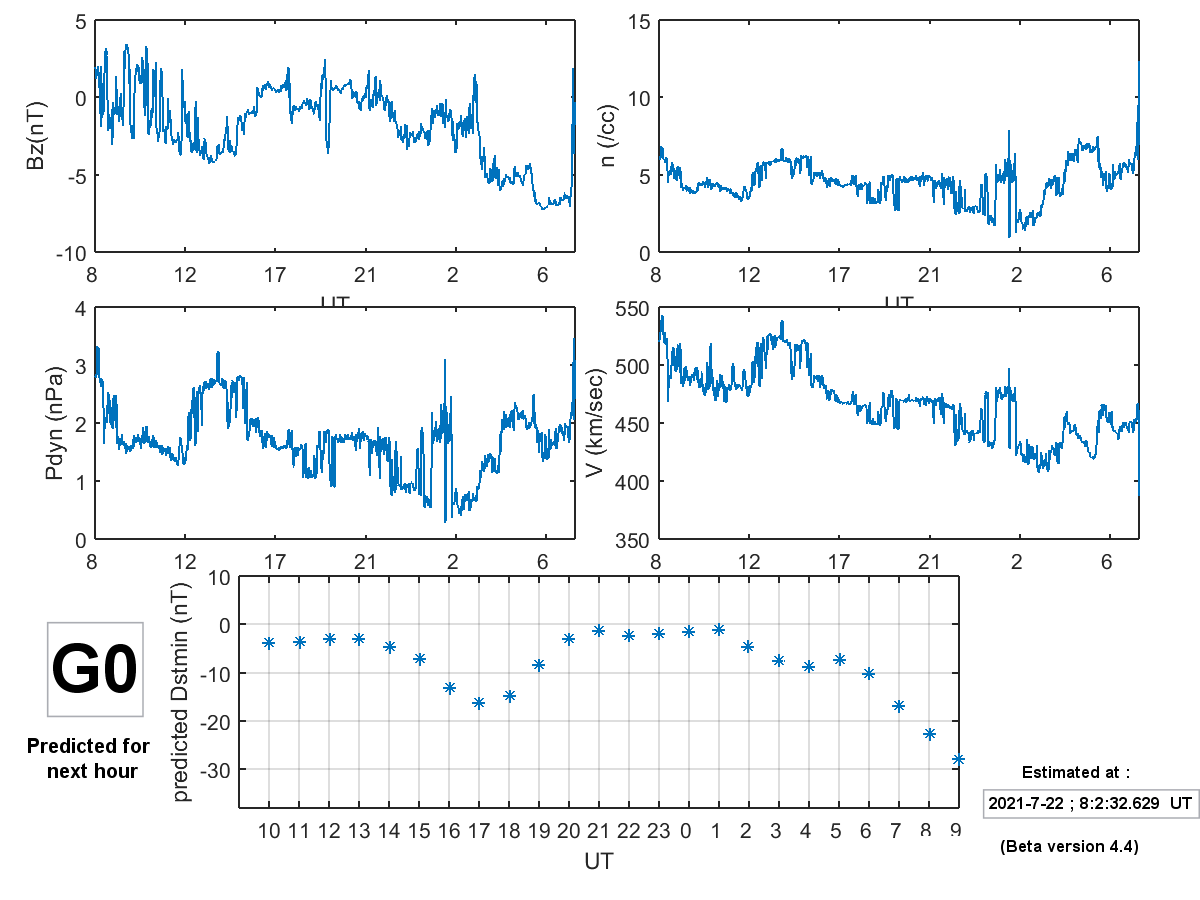 5
0
-5
-10
Bz(nT)
8 12 17 21 2 6
UT
15
10
5
0
n (/cc)
8 12 17 21 2 6
UT
4
3
2
1
0
Pdyn (nPa)
8 12 17 21 2 6
550
500
450
400
350
V (km/sec)
8 12 17 21 2 6
10
0
-10
-20
-30
predicted Dstmin (nT)
10 11 12 13 14 15 16 17 18 19 20 21 22 23 0 1 2 3 4 5 6 7 8 9
UT
G0
Predicted for
next hour
Estimated at :
2021-7-22 ; 8:2:32.629 UT
(Beta version 4.4)